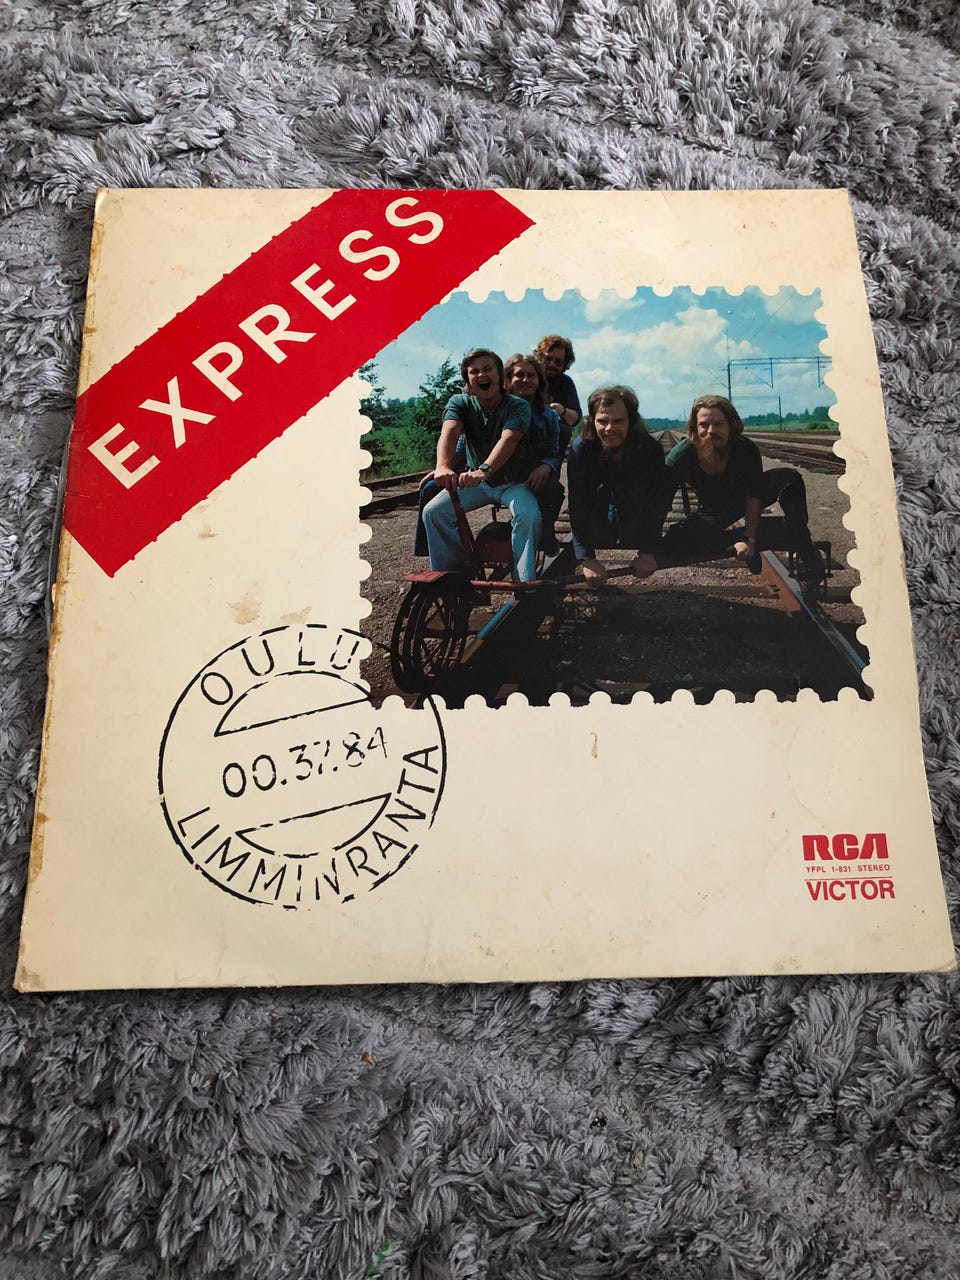 EXPRESS
OULU
00.37.84
LIMMINRANTA
RCA
YFPL 1-831 STEREO
VICTOR